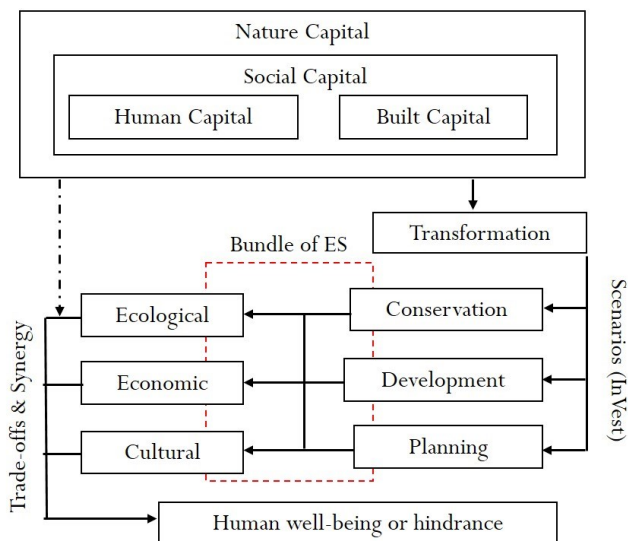 Nature Capital
Social Capital
Human Capital
Built Capital
Transformation
Bundle of ES
Ecological
Conservation
Economic
Development
Cultural
Planning
Trade-offs & Synergy
Scenarios (InVest)
Human well-being or hindrance